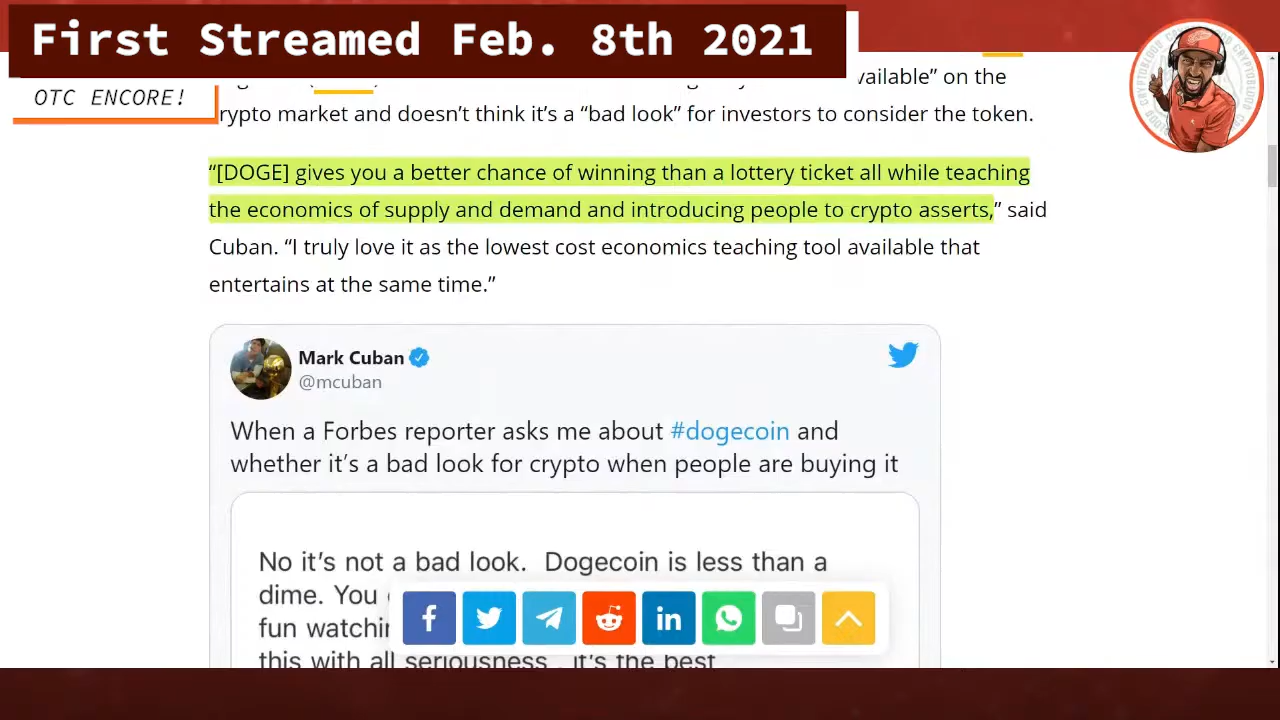 First Streamed Feb. 8th 2021
OTC ENCORE!
vailable” on the
rypto market and doesn’t think it’s a “bad look” for investors to consider the token.
“[DOGE] gives you a better chance of winning than a lottery ticket all while teaching
the economics of supply and demand and introducing people to crypto asserts,” said
Cuban. “I truly love it as the lowest cost economics teaching tool available that
entertains at the same time.”
Mark Cuban
@mcuban
When a Forbes reporter asks me about #dogecoin and
whether it’s a bad look for crypto when people are buying it
No it’s not a bad look. Dogecoin is less than a
dime. You
fun watchin
this with all seriousness , it’s the best